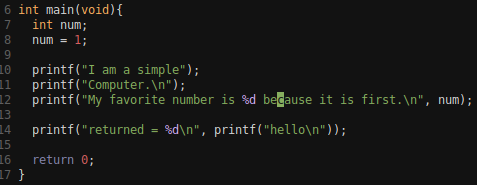 6 int main(void){
7   int num;
8   num = 1;
9
10   printf("I am a simple");
11   printf("Computer.\n");
12   printf("My favorite number is %d because it is first.\n", num);
13
14   printf("returned = %d\n", printf("hello\n"));
15
16   return 0;
17 }